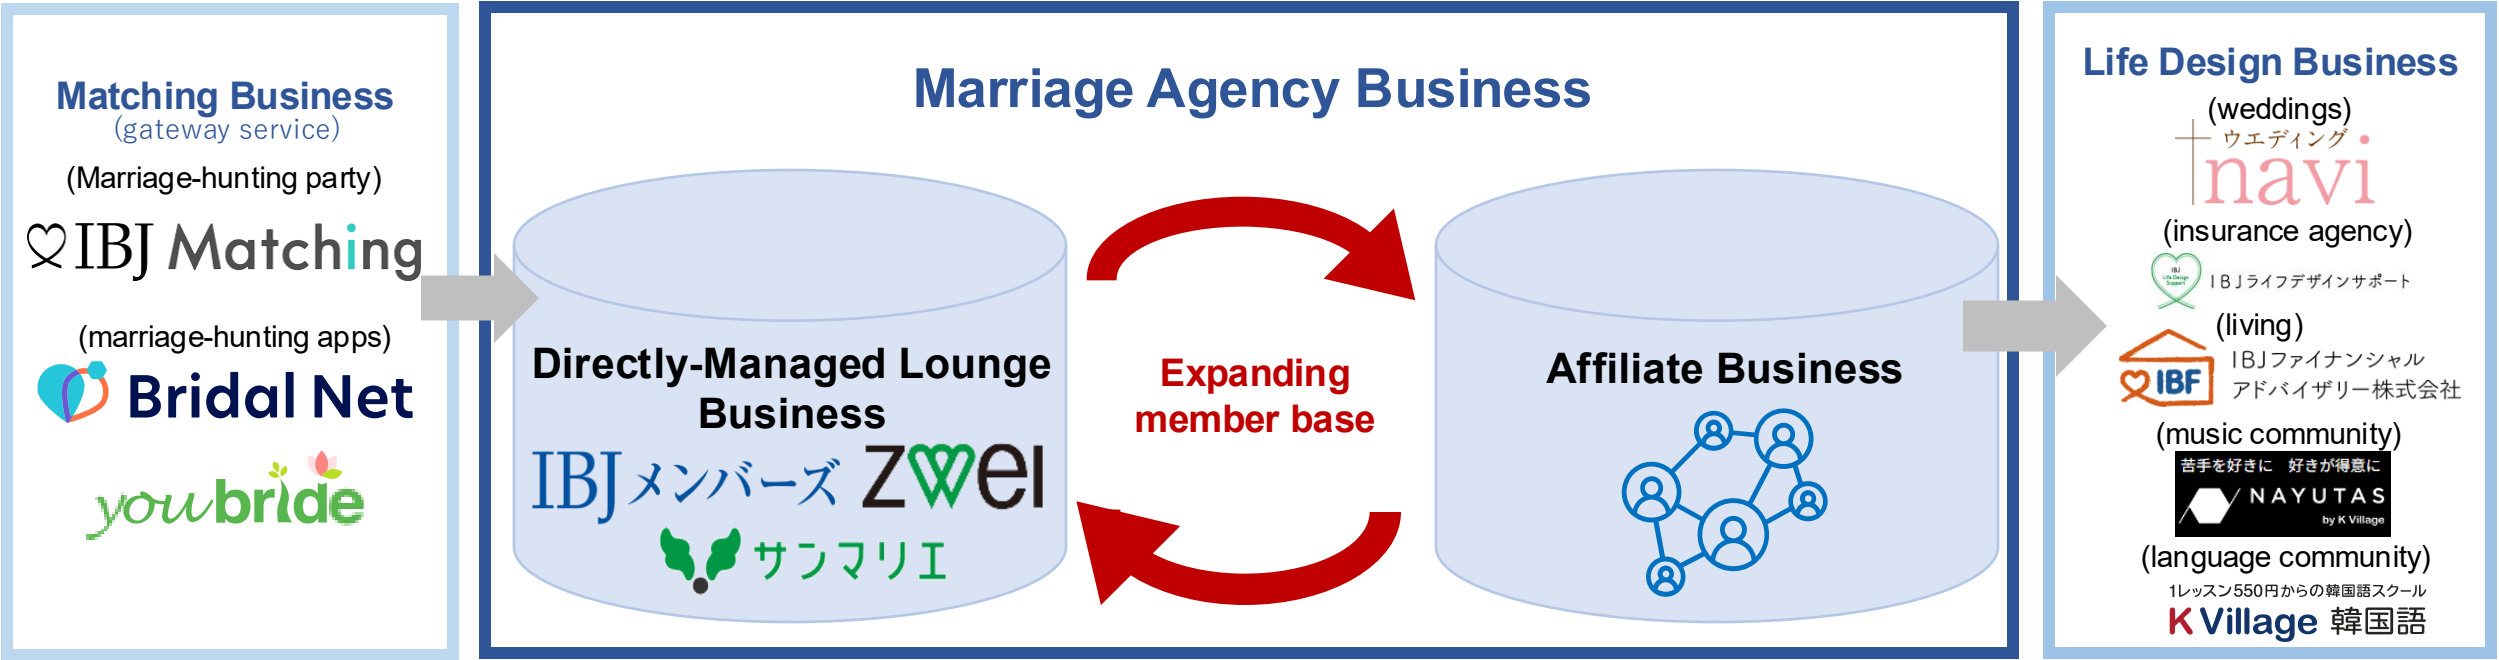 Matching Business
(gateway service)
(Marriage-hunting party)
IBJ Matching
(marriage-hunting apps)
Bridal Net
youbride
Marriage Agency Business
Directly-Managed Lounge
Business
IBJメンバーズ zwei
サンマリエ
Expanding
member base
Affiliate Business
Life Design Business
(weddings)
ウエディング
navi
(insurance agency)
IBJ
Life Design
Support
IBJライフデザインサポート
(living)
IBF
IBJファイナンシャル
アドバイザリー株式会社
(music community)
苦手を好きに 好きが得意に
NAYUTAS
by K Village
(language community)
1レッスン550円からの韓国語スクール
K Village 韓国語